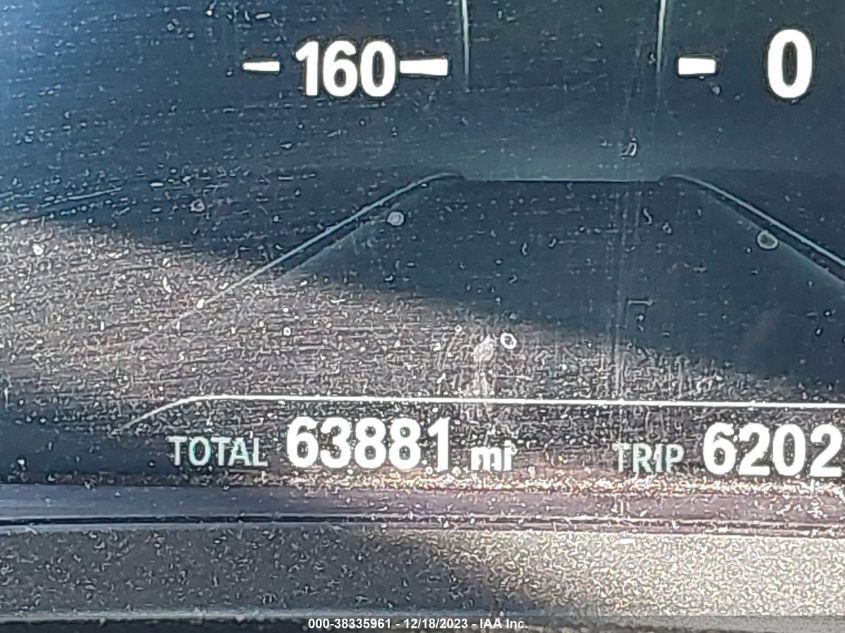 160 0
TOTAL 63881 mi TRIP 6202
000-38335961 - 12/18/2023 - IAA Inc.